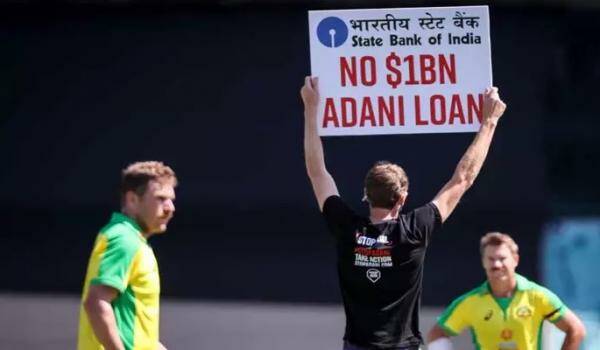 भारतीय स्टेट बैंक
State Bank of India
NO $1BN
ADANI LOAN
STOP
TAKE ACTION